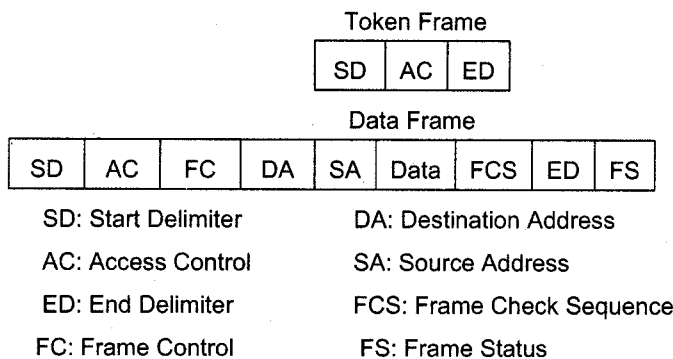 Token Frame
SD AC ED
Data Frame
SD AC FC DA SA Data FCS ED FS
SD: Start Delimiter DA: Destination Address
AC: Access Control SA: Source Address
ED: End Delimiter FCS: Frame Check Sequence
FC: Frame Control FS: Frame Status